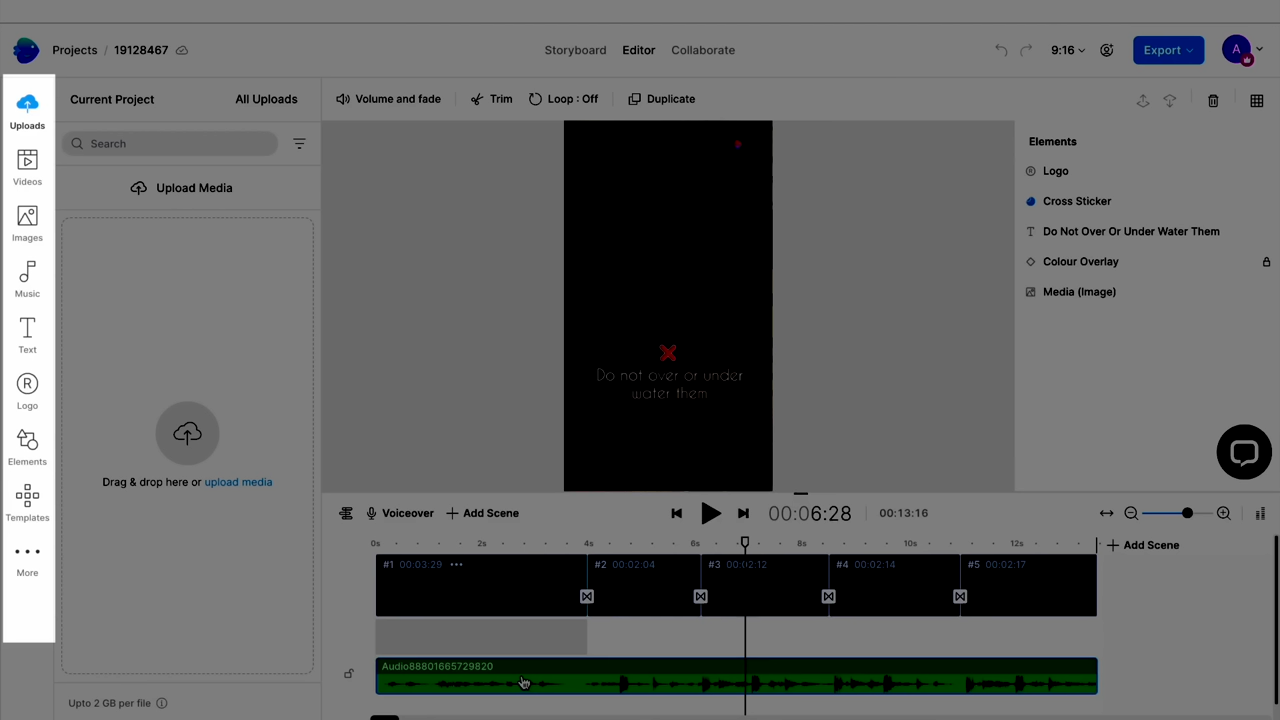 Projects / 19128467
Storyboard Editor Collaborate
9:16
Export
A
Uploads
Videos
Images
Music
Text
R
Logo
Elements
Templates
More
Current Project All Uploads
Search
Upload Media
Drag & drop here or upload media
Upto 2 GB per file
Volume and fade Trim Loop : Off Duplicate
Do not over or under
water them
Elements
Logo
Cross Sticker
Do Not Over Or Under Water Them
Colour Overlay
Media (Image)
Voiceover + Add Scene 00:06:28 00:13:16
0s 2s 4s 6s 8s 10s 12s
+ Add Scene
#1 00:03:29 #2 00:02:04 #3 00:02:12 #4 00:02:14 #5 00:02:17
Audio88801665729820